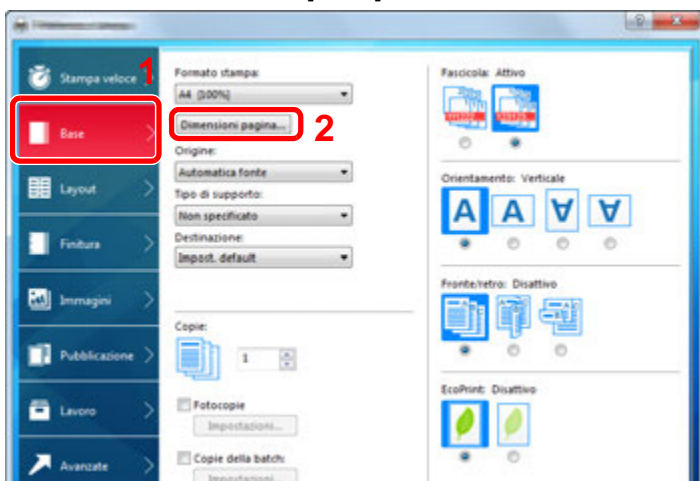 Stampa veloce
1
Base
Layout
Finitura
Immagini
Pubblicazione
Lavoro
Avanzate
Formato stampa:
A4 [100%]
Dimensioni pagina...
2
Origine:
Automatica fonte
Tipo di supporto:
Non specificato
Destinazione:
Impost. default
Copie:
1
Fotocopie
Impostazioni...
Copie della batch:
Impostazioni...
Fascicola: Attivo
Orientamento: Verticale
A A A A
Fronte/retro: Disattivo
EcoPrint: Disattivo